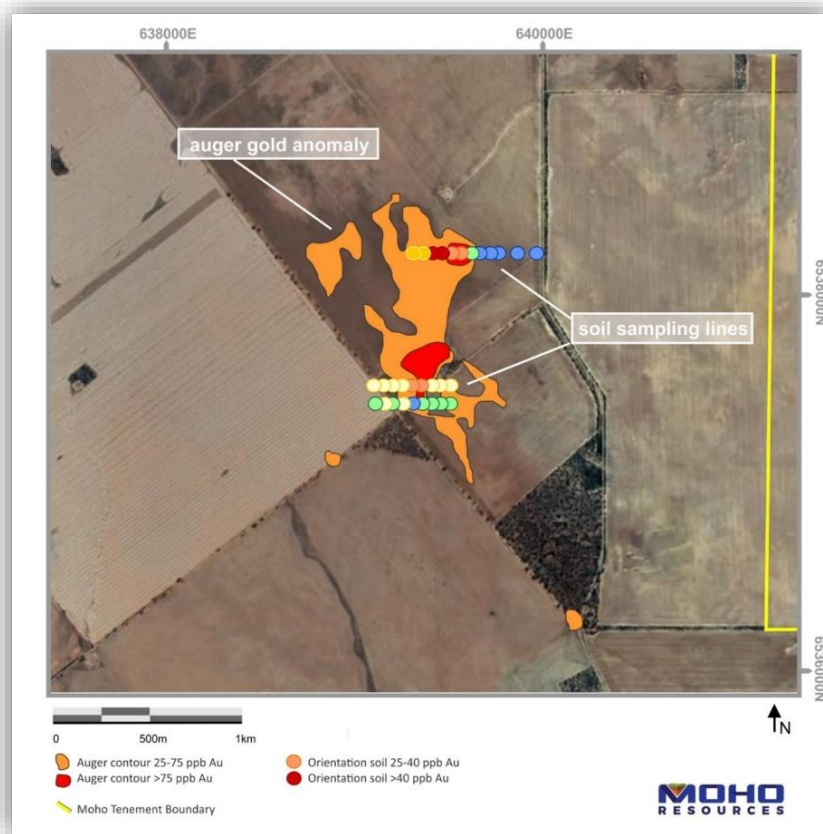 638000E 640000E
auger gold anomaly
6538000N
soil sampling lines
6536000N
0 500m 1km
N
Auger contour 25-75 ppb Au
Auger contour >75 ppb Au
Moho Tenement Boundary
Orientation soil 25-40 ppb Au
Orientation soil >40 ppb Au
MOHO
RESOURCES